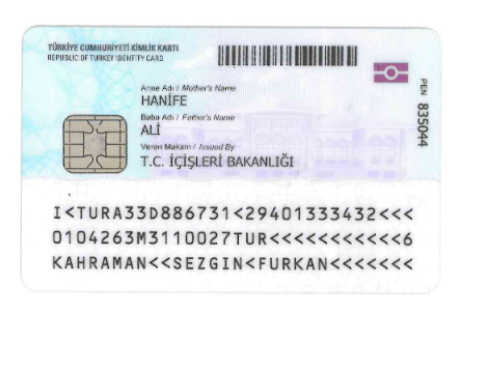 TÜRKİYE CUMHURİYETİ KİMLİK KARTI
REPUBLIC OF TURKEY IDENTITY CARD
Anne Adı / Mother's Name
HANİFE
Baba Adı / Father's Name
ALİ
Veren Makam / Issued By
T.C. İÇİŞLERİ BAKANLIĞI
PEN 835044
I<TURA33D886731<29401333432<<<
0104263M3110027TUR<<<<<<<<<<<6
KAHRAMAN<<SEZGIN<FURKAN<<<<<<<